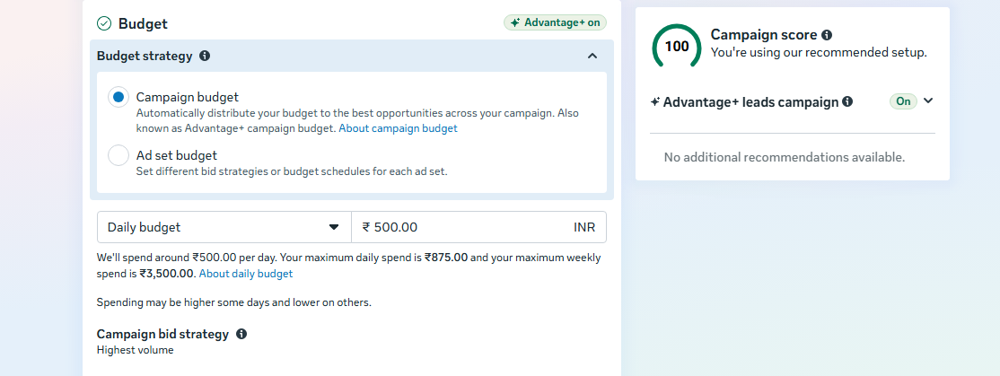 Budget
Advantage+ on
Budget strategy
Campaign budget
Automatically distribute your budget to the best opportunities across your campaign. Also
known as Advantage+ campaign budget. About campaign budget
Ad set budget
Set different bid strategies or budget schedules for each ad set.
Daily budget
₹ 500.00
INR
We'll spend around ₹500.00 per day. Your maximum daily spend is ₹875.00 and your maximum weekly
spend is ₹3,500.00. About daily budget
Spending may be higher some days and lower on others.
Campaign bid strategy
Highest volume
100
Campaign score
You're using our recommended setup.
Advantage+ leads campaign
On
No additional recommendations available.